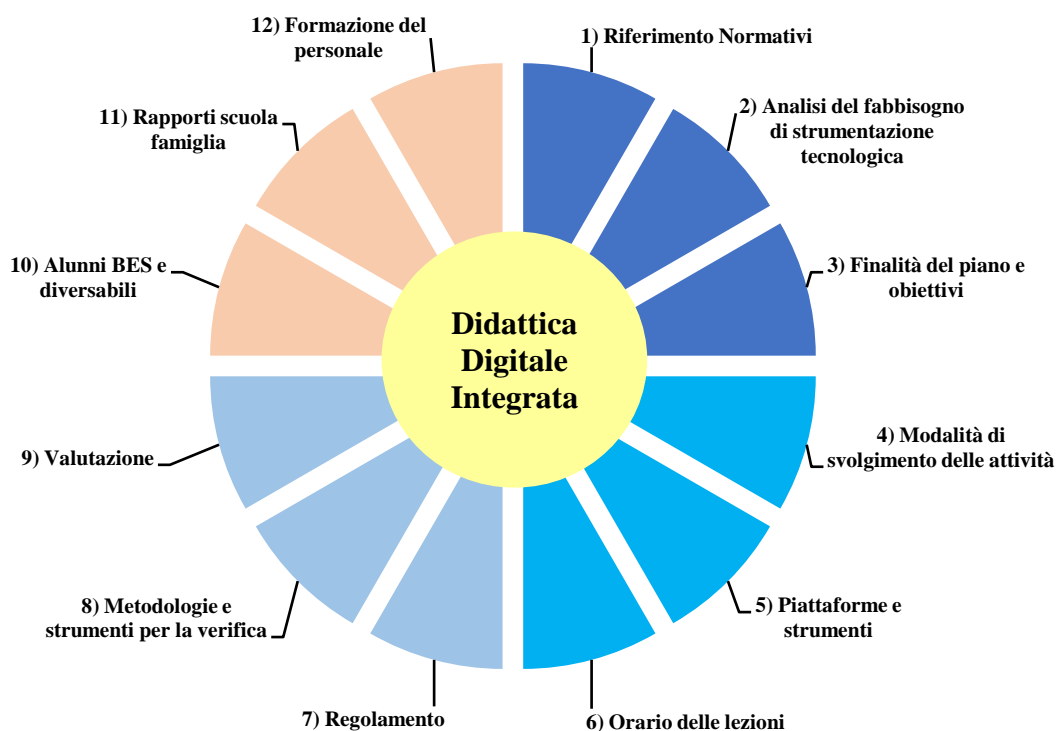 1) Riferimento Normativi
2) Analisi del fabbisogno
di strumentazione
tecnologica
3) Finalità del piano e
obiettivi
4) Modalità di
svolgimento delle attività
5) Piattaforme e
strumenti
6) Orario delle lezioni
7) Regolamento
8) Metodologie e
strumenti per la verifica
9) Valutazione
10) Alunni BES e
diversabili
11) Rapporti scuola
famiglia
12) Formazione del
personale
Didattica
Digitale
Integrata